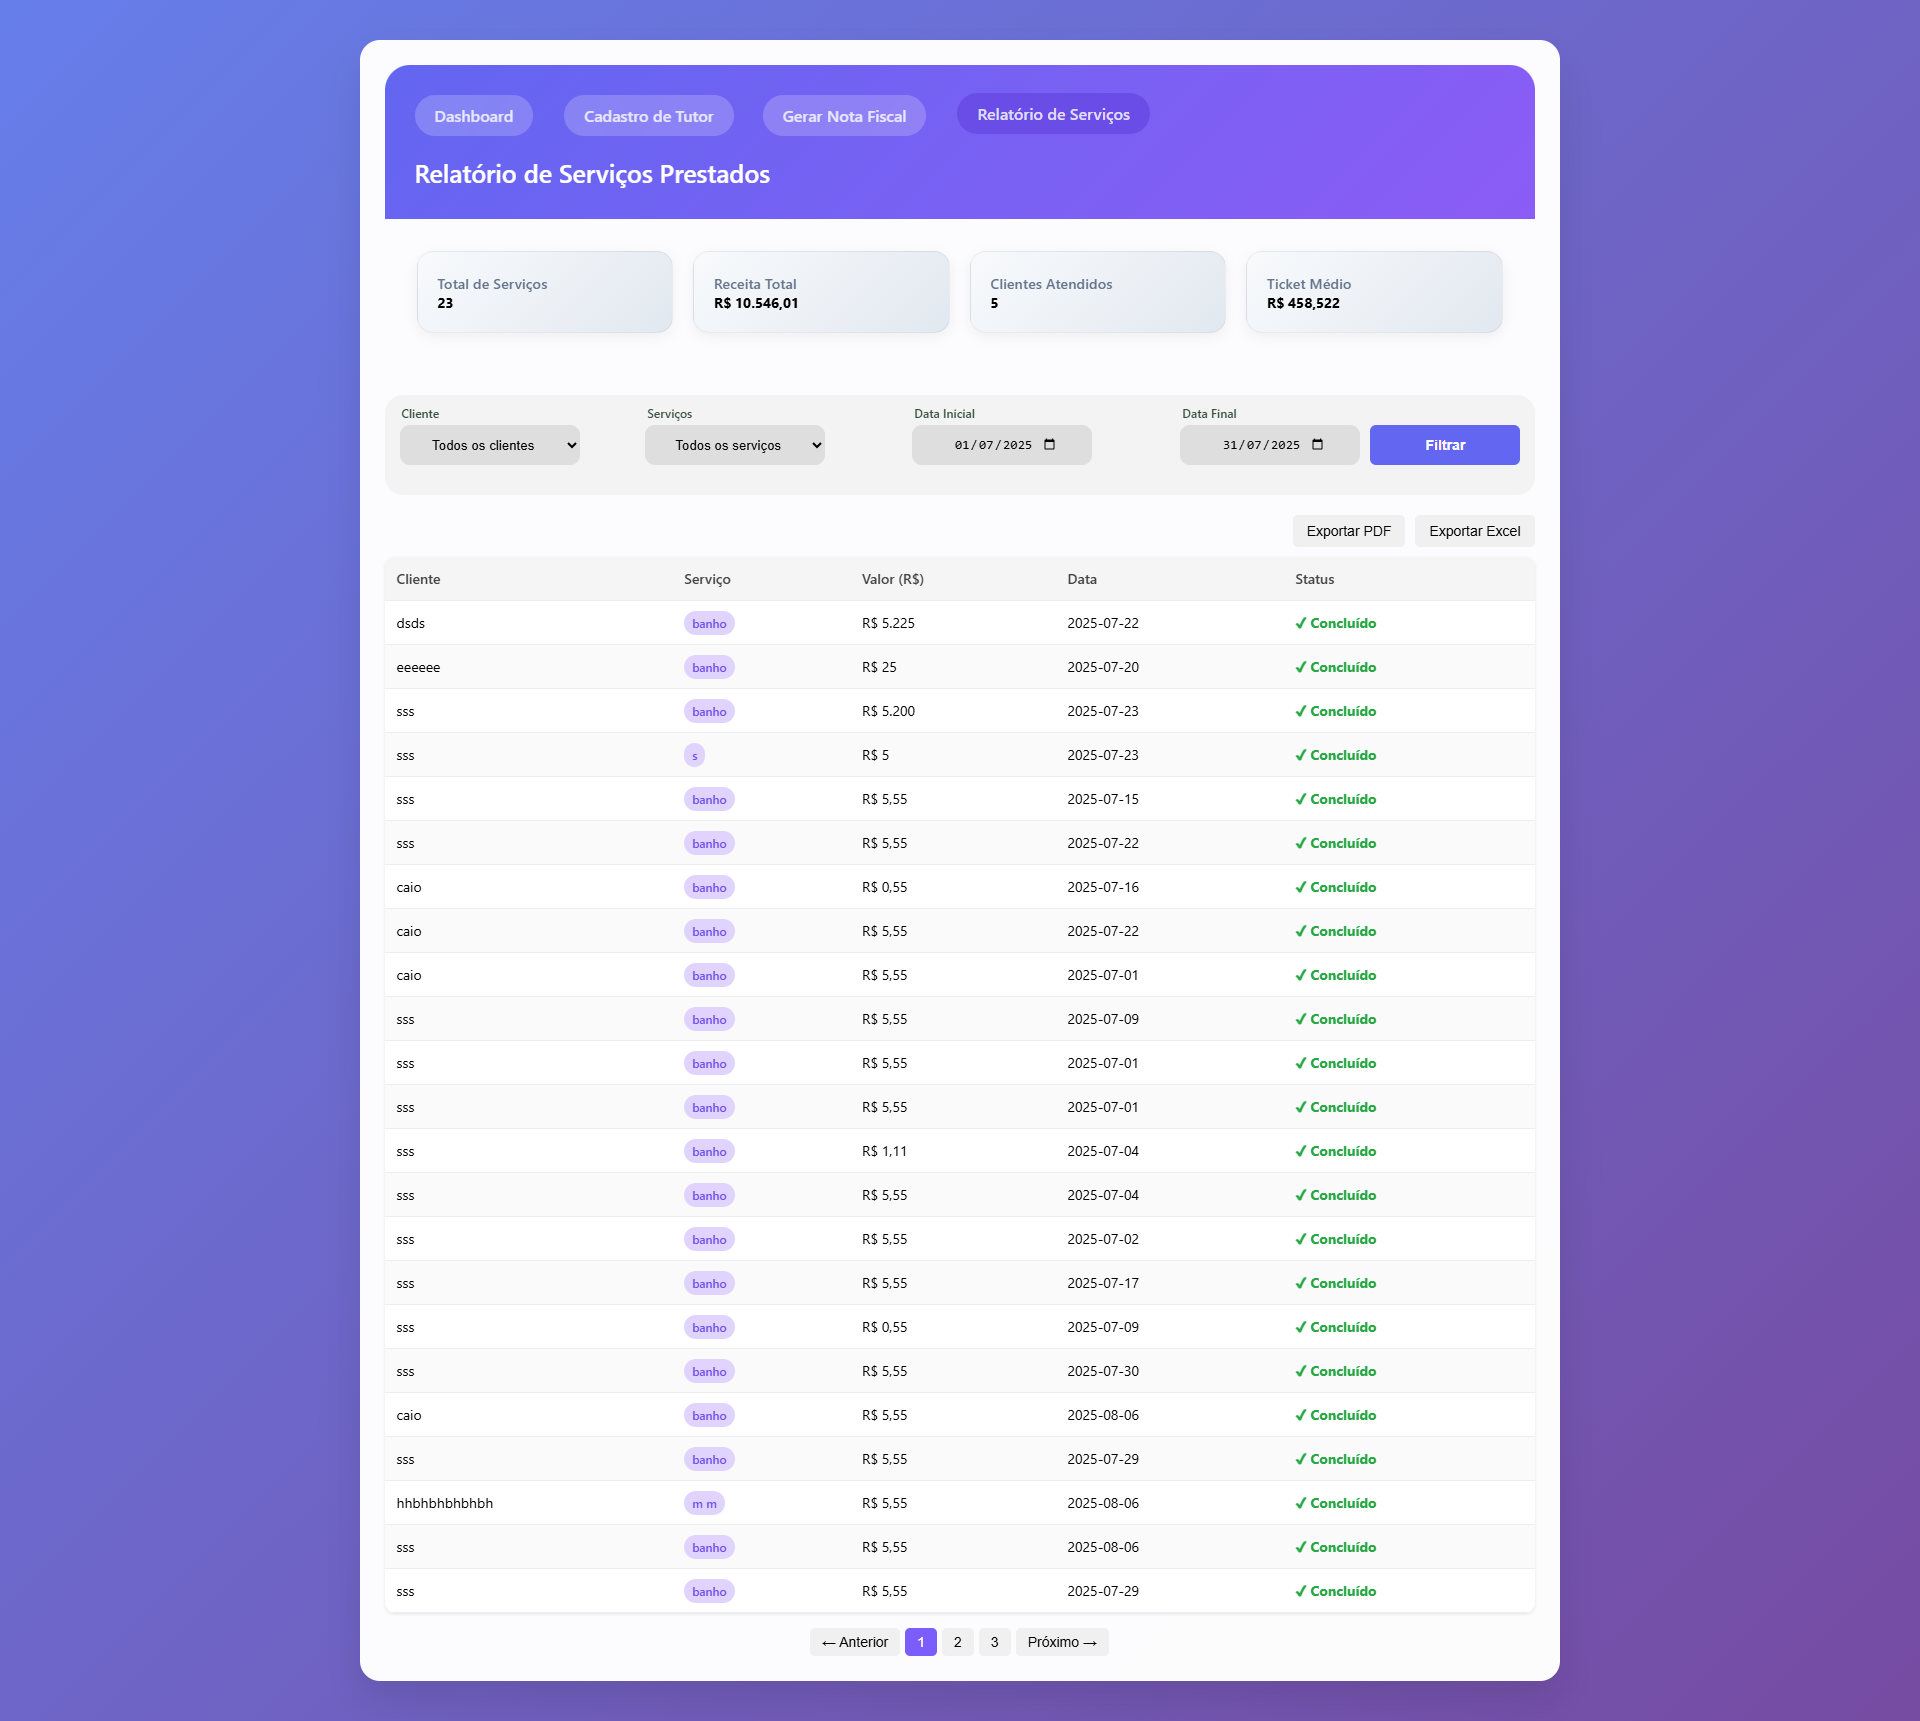 Dashboard Cadastro de Tutor Gerar Nota Fiscal Relatório de Serviços
Relatório de Serviços Prestados
Total de Serviços Receita Total Clientes Atendidos Ticket Médio
23 R$ 10.546,01 5 R$ 458,522
Cliente Serviços Data Inicial Data Final
Todos os clientes Todos os serviços 01/07/2025 31/07/2025 Filtrar
Exportar PDF Exportar Excel
Cliente Serviço Valor (R$) Data Status
dsds banho R$ 5.225 2025-07-22 ✓ Concluído
eeeeee banho R$ 25 2025-07-20 ✓ Concluído
sss banho R$ 5.200 2025-07-23 ✓ Concluído
sss s R$ 5 2025-07-23 ✓ Concluído
sss banho R$ 5,55 2025-07-15 ✓ Concluído
sss banho R$ 5,55 2025-07-22 ✓ Concluído
caio banho R$ 0,55 2025-07-16 ✓ Concluído
caio banho R$ 5,55 2025-07-22 ✓ Concluído
caio banho R$ 5,55 2025-07-01 ✓ Concluído
sss banho R$ 5,55 2025-07-09 ✓ Concluído
sss banho R$ 5,55 2025-07-01 ✓ Concluído
sss banho R$ 5,55 2025-07-01 ✓ Concluído
sss banho R$ 1,11 2025-07-04 ✓ Concluído
sss banho R$ 5,55 2025-07-04 ✓ Concluído
sss banho R$ 5,55 2025-07-02 ✓ Concluído
sss banho R$ 5,55 2025-07-17 ✓ Concluído
sss banho R$ 0,55 2025-07-09 ✓ Concluído
sss banho R$ 5,55 2025-07-30 ✓ Concluído
caio banho R$ 5,55 2025-08-06 ✓ Concluído
sss banho R$ 5,55 2025-07-29 ✓ Concluído
hhbhbhbhbhbh m m R$ 5,55 2025-08-06 ✓ Concluído
sss banho R$ 5,55 2025-08-06 ✓ Concluído
sss banho R$ 5,55 2025-07-29 ✓ Concluído
← Anterior 1 2 3 Próximo →